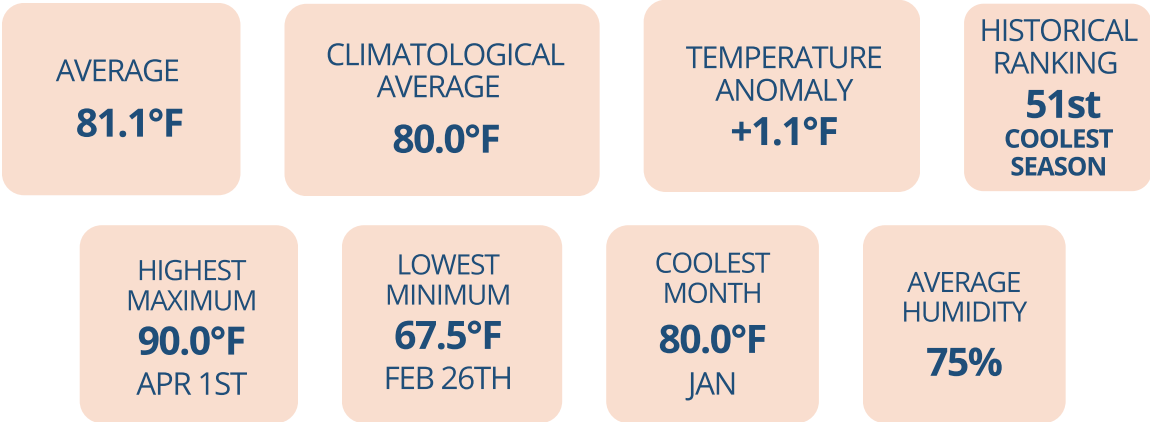 AVERAGE
81.1°F
CLIMATOLOGICAL
AVERAGE
80.0°F
TEMPERATURE
ANOMALY
+1.1°F
HISTORICAL
RANKING
51st
COOLEST
SEASON
HIGHEST
MAXIMUM
90.0°F
APR 1ST
LOWEST
MINIMUM
67.5°F
FEB 26TH
COOLEST
MONTH
80.0°F
JAN
AVERAGE
HUMIDITY
75%